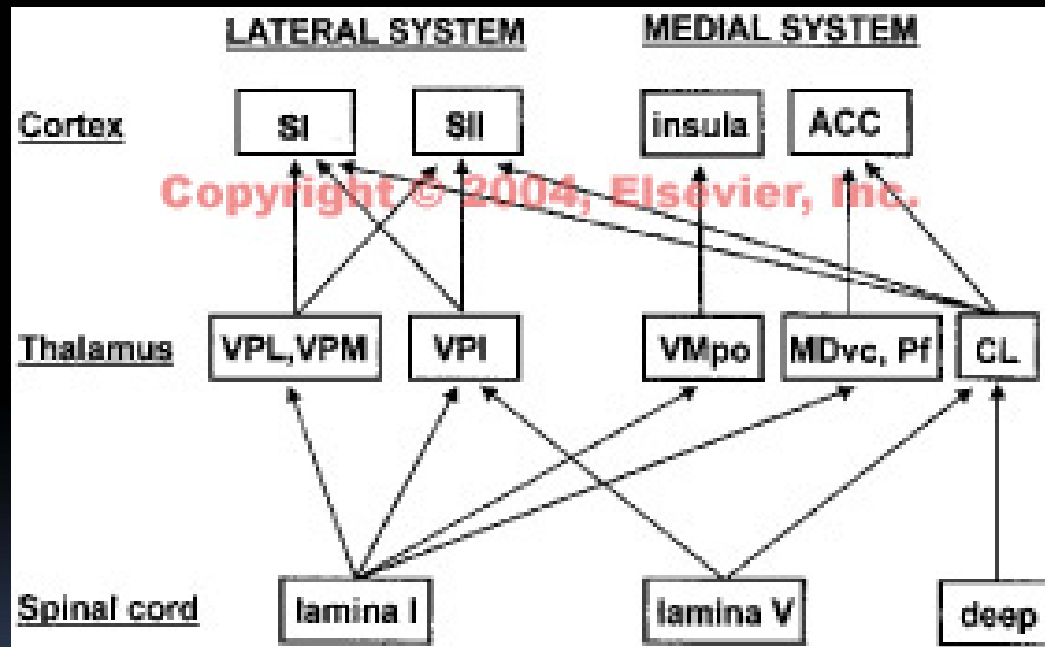 LATERAL SYSTEM MEDIAL SYSTEM
Cortex SI SII insula ACC
Copyright © 2004, Elsevier, Inc.
Thalamus VPL,VPM VPI VMpo MDvc, Pf CL
Spinal cord lamina I lamina V deep